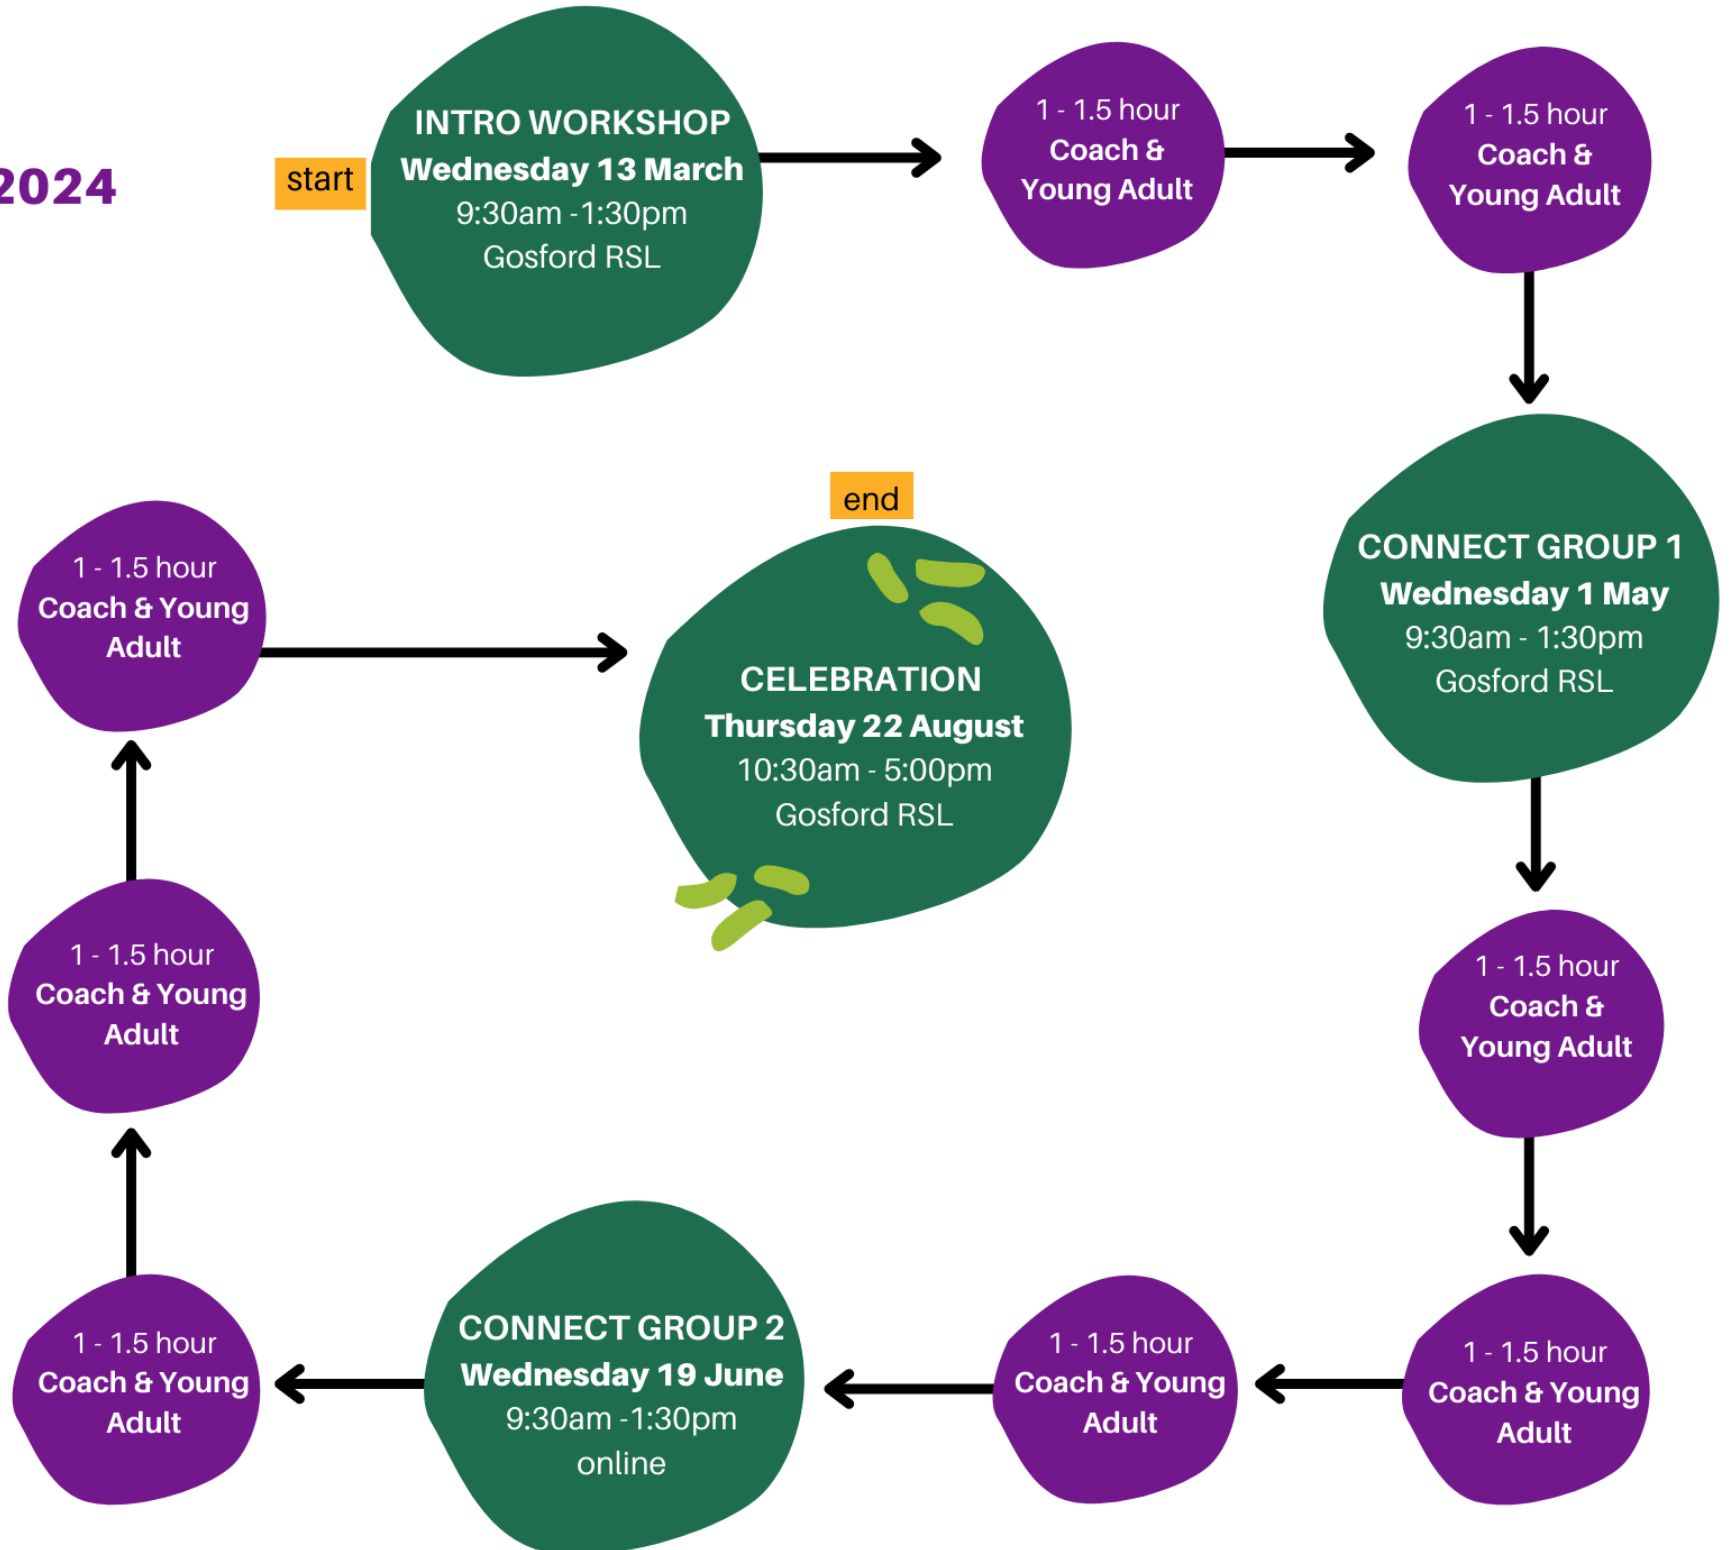 2024
start
INTRO WORKSHOP
Wednesday 13 March
9:30am -1:30pm
Gosford RSL
1 - 1.5 hour
Coach &
Young Adult
1 - 1.5 hour
Coach &
Young Adult
CONNECT GROUP 1
Wednesday 1 May
9:30am - 1:30pm
Gosford RSL
1 - 1.5 hour
Coach &
Young Adult
1 - 1.5 hour
Coach & Young
Adult
1 - 1.5 hour
Coach & Young
Adult
CONNECT GROUP 2
Wednesday 19 June
9:30am -1:30pm
online
1 - 1.5 hour
Coach & Young
Adult
1 - 1.5 hour
Coach & Young
Adult
1 - 1.5 hour
Coach & Young
Adult
end
CELEBRATION
Thursday 22 August
10:30am - 5:00pm
Gosford RSL